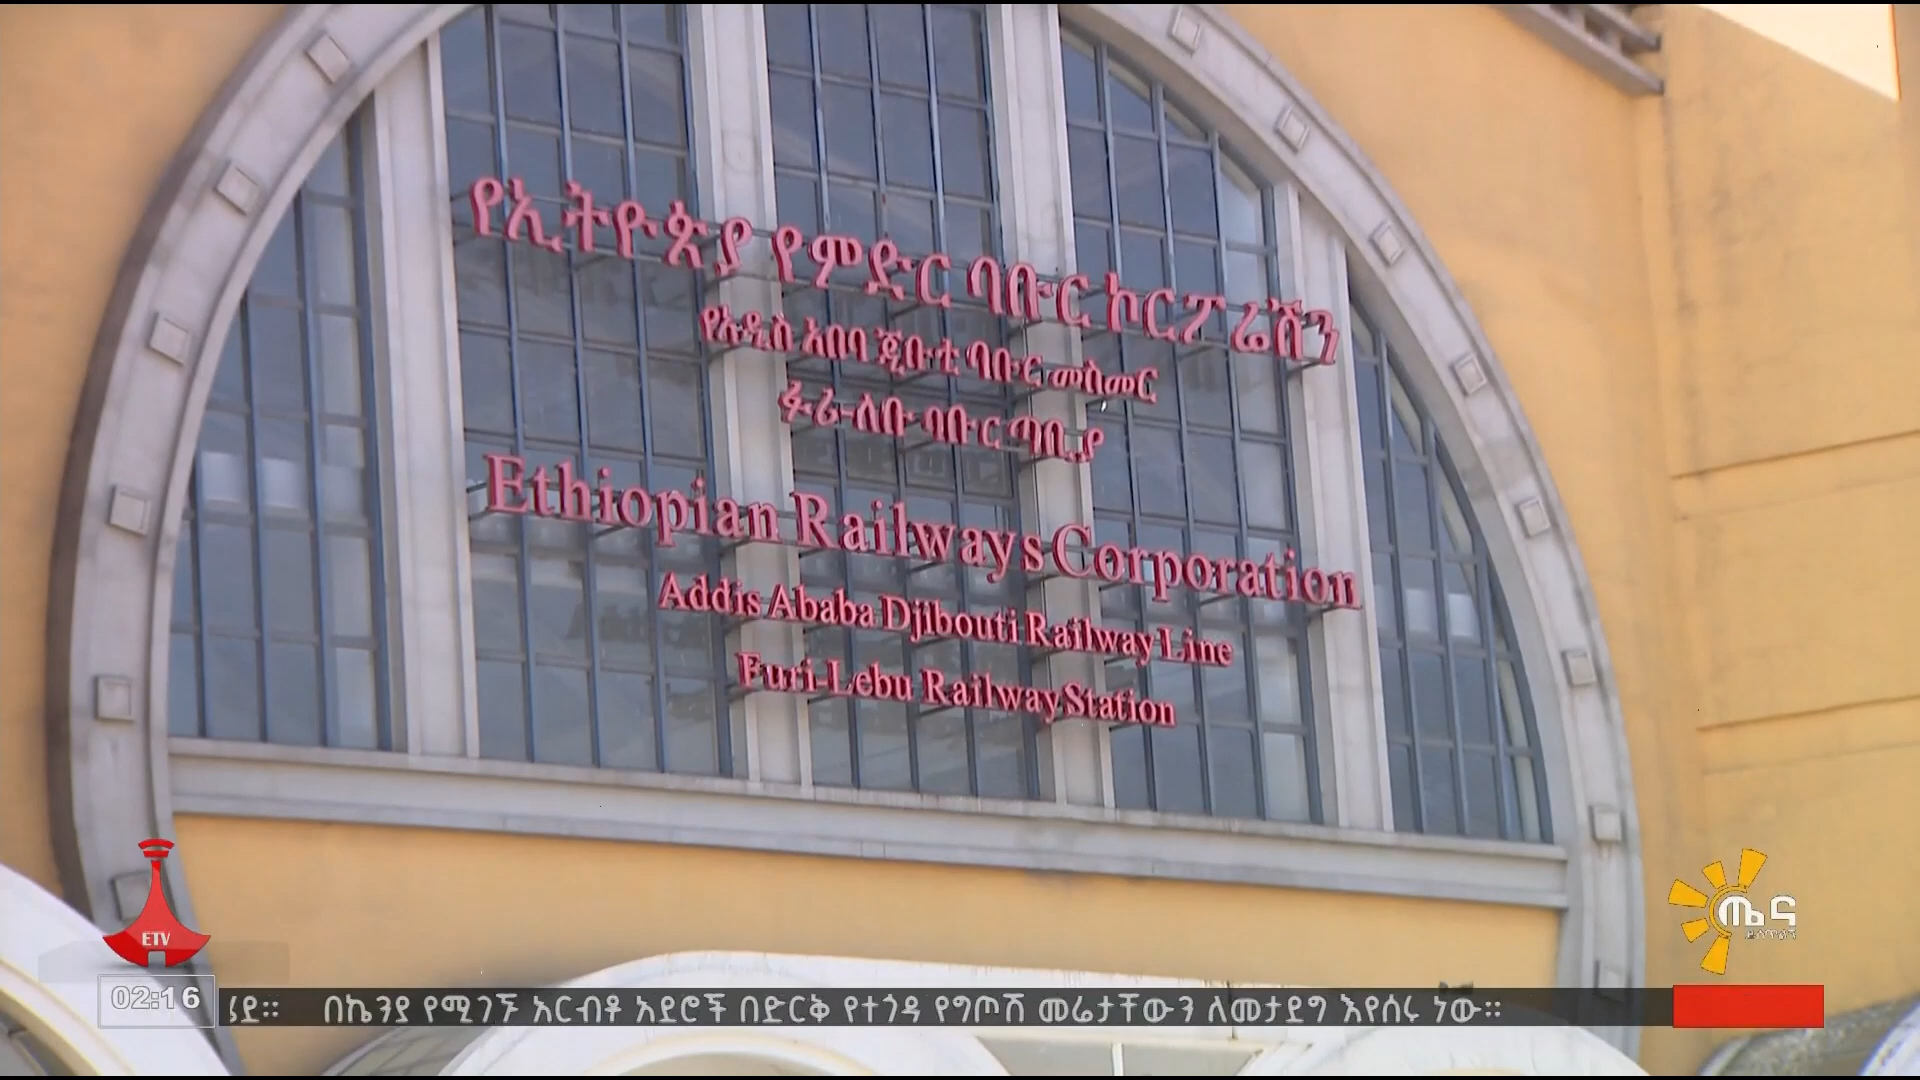 የኢትዮጵያ የምድር ባቡር ኮርፖሬሽን
የአዲስ አበባ ጂቡቲ ባቡር መስመር
ፉሪ-ለቡ ባቡር ጣቢያ
Ethiopian Railways Corporation
Addis Ababa Djibouti Railway Line
Furi-Lebu Railway Station
ETV
ጤና
ይስጥልኝ
02:16
በኬንያ የሚገኙ አርብቶ አደሮች በድርቅ የተጎዳ የግጦሽ መሬታቸውን ለመታደግ እየሰሩ ነው።